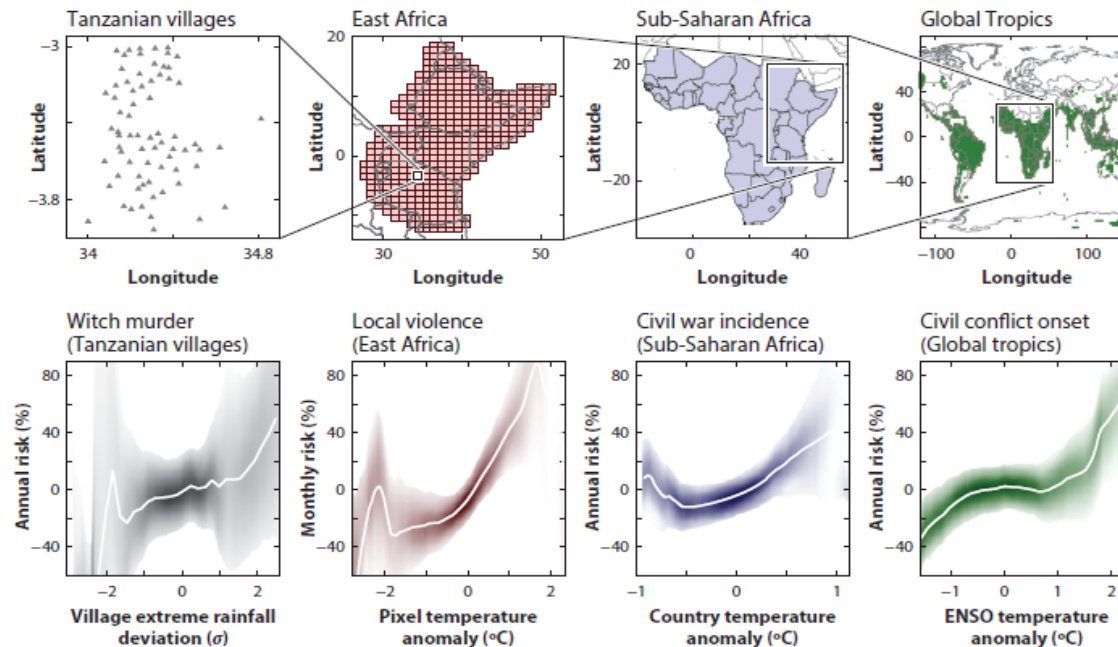 Tanzanian villages
East Africa
Sub-Saharan Africa
Global Tropics
Latitude
−3
−3.8
34
34.8
Longitude
Latitude
20
0
30
50
Longitude
Latitude
20
−20
0
20
40
Longitude
Latitude
40
0
−40
−100
0
100
Longitude
Witch murder
(Tanzanian villages)
Local violence
(East Africa)
Civil war incidence
(Sub-Saharan Africa)
Civil conflict onset
(Global tropics)
Annual risk (%)
80
40
0
−40
−2
0
2
Village extreme rainfall
deviation (σ)
Monthly risk (%)
80
40
0
−40
−2
0
2
Pixel temperature
anomaly (ºC)
Annual risk (%)
80
40
0
−40
−1
0
1
Country temperature
anomaly (ºC)
Annual risk (%)
80
40
0
−40
−1
0
1
2
ENSO temperature
anomaly (ºC)